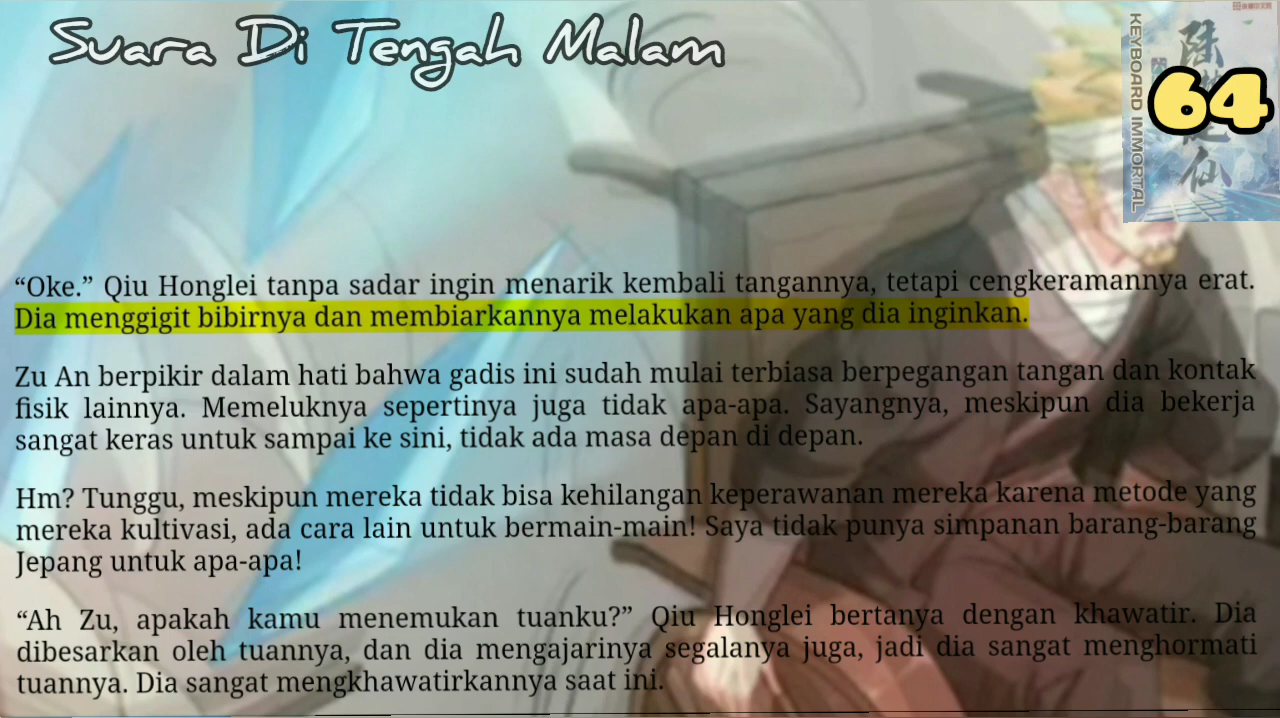 Suara Di Tengah Malam
KEYBOARD IMMORTAL
64
“Oke.” Qiu Honglei tanpa sadar ingin menarik kembali tangannya, tetapi cengkeramannya erat.
Dia menggigit bibirnya dan membiarkannya melakukan apa yang dia inginkan.
Zu An berpikir dalam hati bahwa gadis ini sudah mulai terbiasa berpegangan tangan dan kontak
fisik lainnya. Memeluknya sepertinya juga tidak apa-apa. Sayangnya, meskipun dia bekerja
sangat keras untuk sampai ke sini, tidak ada masa depan di depan.
Hm? Tunggu, meskipun mereka tidak bisa kehilangan keperawanan mereka karena metode yang
mereka kultivasi, ada cara lain untuk bermain-main! Saya tidak punya simpanan barang-barang
Jepang untuk apa-apa!
“Ah Zu, apakah kamu menemukan tuanku?” Qiu Honglei bertanya dengan khawatir. Dia
dibesarkan oleh tuannya, dan dia mengajarinya segalanya juga, jadi dia sangat menghormati
tuannya. Dia sangat mengkhawatirkannya saat ini.